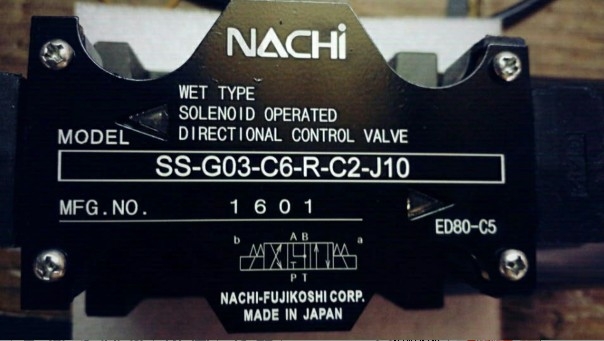 NACHi
WET TYPE
SOLENOID OPERATED
MODEL DIRECTIONAL CONTROL VALVE
SS-G03-C6-R-C2-J10
MFG.NO. 1601
ED80-C5
b A B a
P T
NACHI-FUJIKOSHI CORP.
MADE IN JAPAN